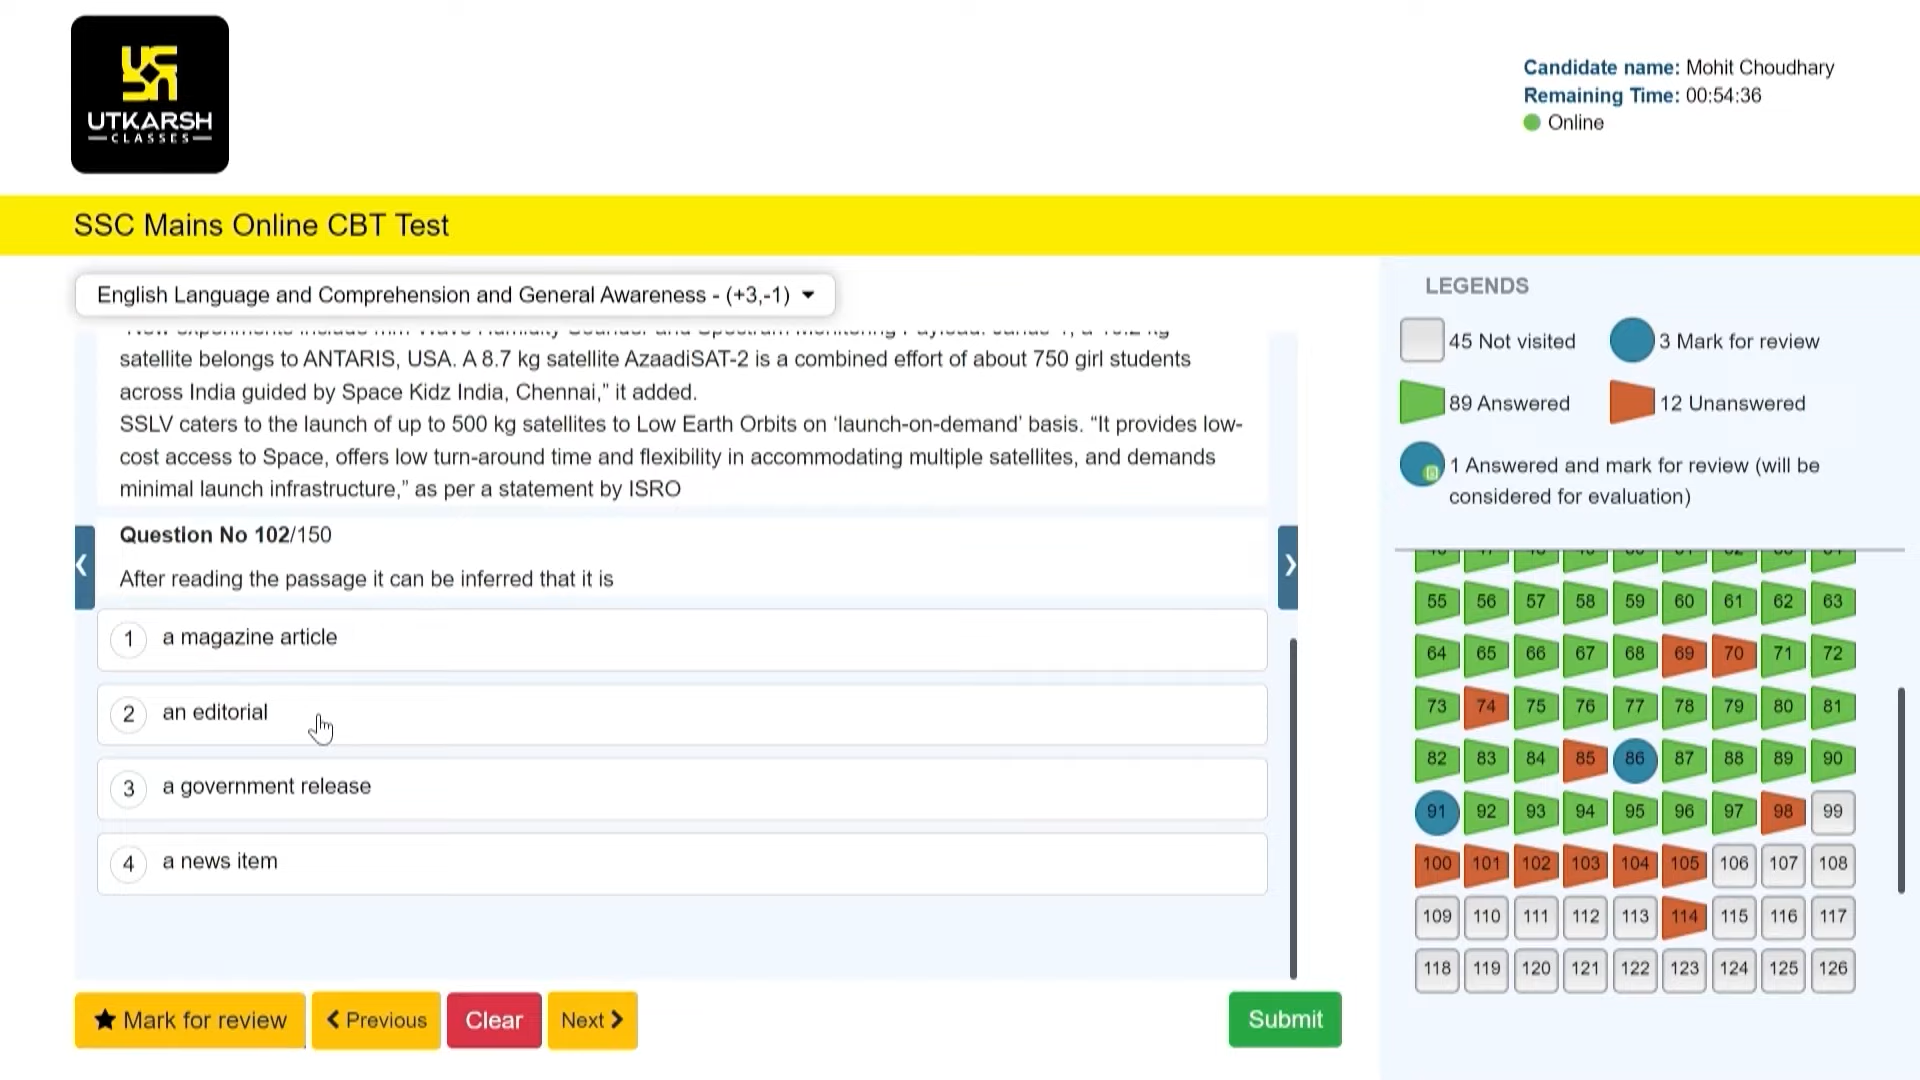 UTKARSH
CLASSES
Candidate name: Mohit Choudhary
Remaining Time: 00:54:36
Online
SSC Mains Online CBT Test
English Language and Comprehension and General Awareness - (+3,-1)
satellite belongs to ANTARIS, USA. A 8.7 kg satellite AzaadiSAT-2 is a combined effort of about 750 girl students
across India guided by Space Kidz India, Chennai,” it added.
SSLV caters to the launch of up to 500 kg satellites to Low Earth Orbits on ‘launch-on-demand’ basis. “It provides low-
cost access to Space, offers low turn-around time and flexibility in accommodating multiple satellites, and demands
minimal launch infrastructure,” as per a statement by ISRO
Question No 102/150
After reading the passage it can be inferred that it is
1 a magazine article
2 an editorial
3 a government release
4 a news item
Mark for review
Previous
Clear
Next
Submit
LEGENDS
45 Not visited
3 Mark for review
89 Answered
12 Unanswered
1 Answered and mark for review (will be
considered for evaluation)
55 56 57 58 59 60 61 62 63
64 65 66 67 68 69 70 71 72
73 74 75 76 77 78 79 80 81
82 83 84 85 86 87 88 89 90
91 92 93 94 95 96 97 98 99
100 101 102 103 104 105 106 107 108
109 110 111 112 113 114 115 116 117
118 119 120 121 122 123 124 125 126